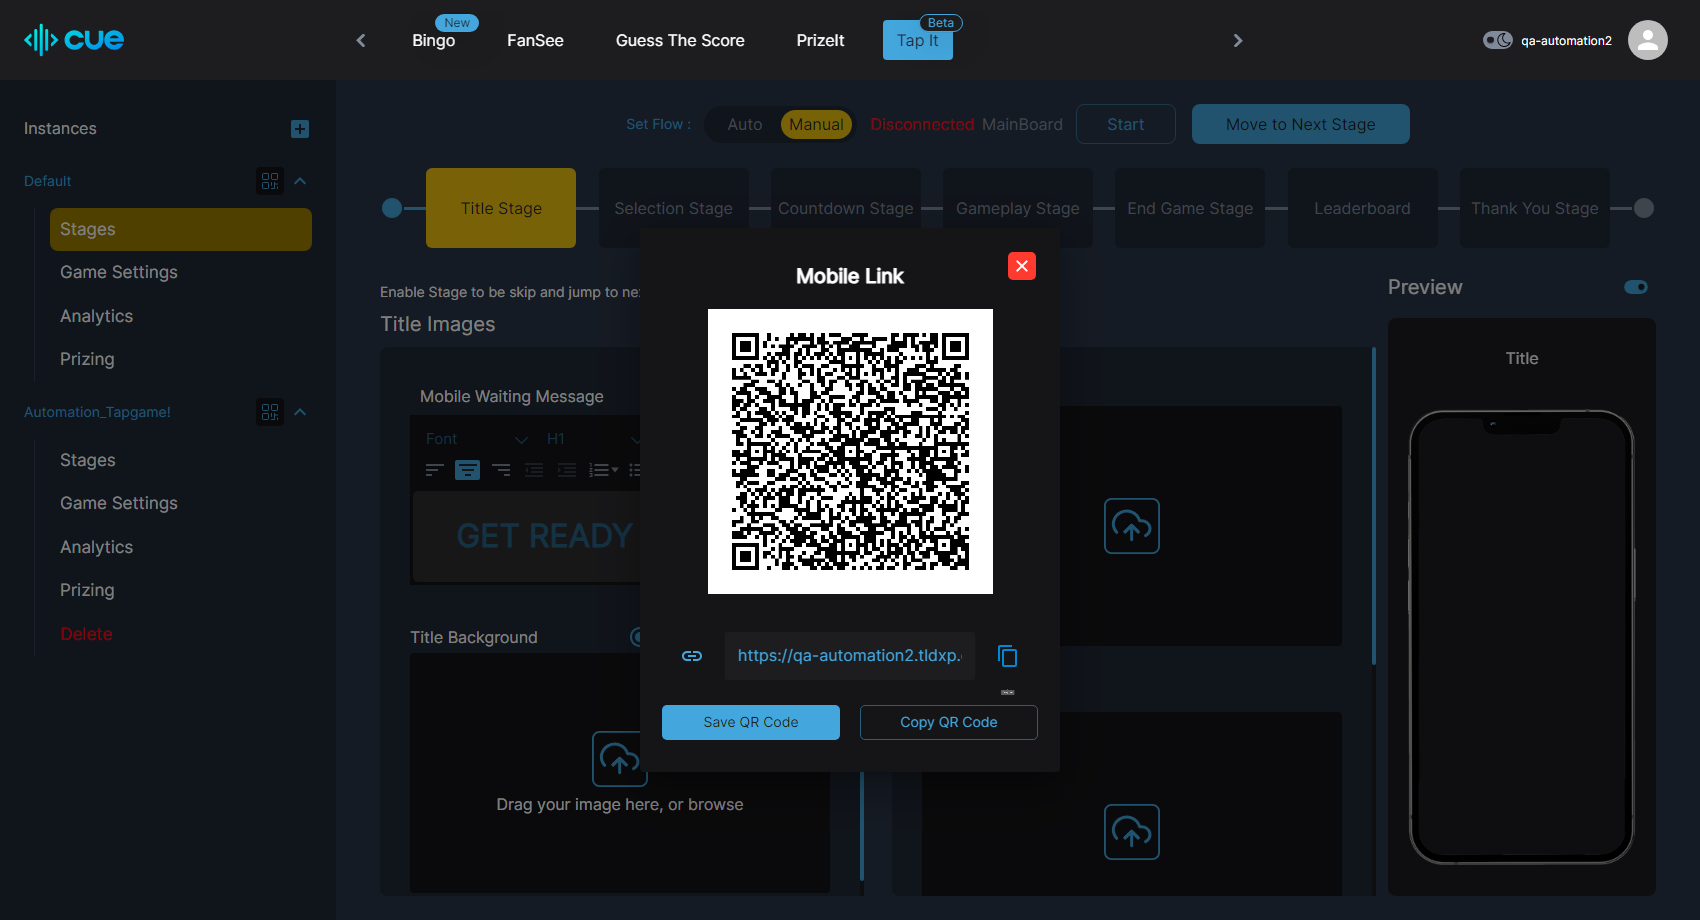 cue
Bingo
New
FanSee
Guess The Score
PrizeIt
Tap It
Beta
qa-automation2
Instances
Default
Stages
Game Settings
Analytics
Prizing
Automation_Tapgame!
Stages
Game Settings
Analytics
Prizing
Delete
Set Flow :
Auto
Manual
Disconnected
MainBoard
Start
Move to Next Stage
Title Stage
Selection Stage
Countdown Stage
Gameplay Stage
End Game Stage
Leaderboard
Thank You Stage
Enable Stage to be skip and jump to
Title Images
Mobile Waiting Message
Font
H1
GET READY
Title Background
Drag your image here, or browse
Mobile Link
https://qa-automation2.tldxp.
Save QR Code
Copy QR Code
Preview
Title